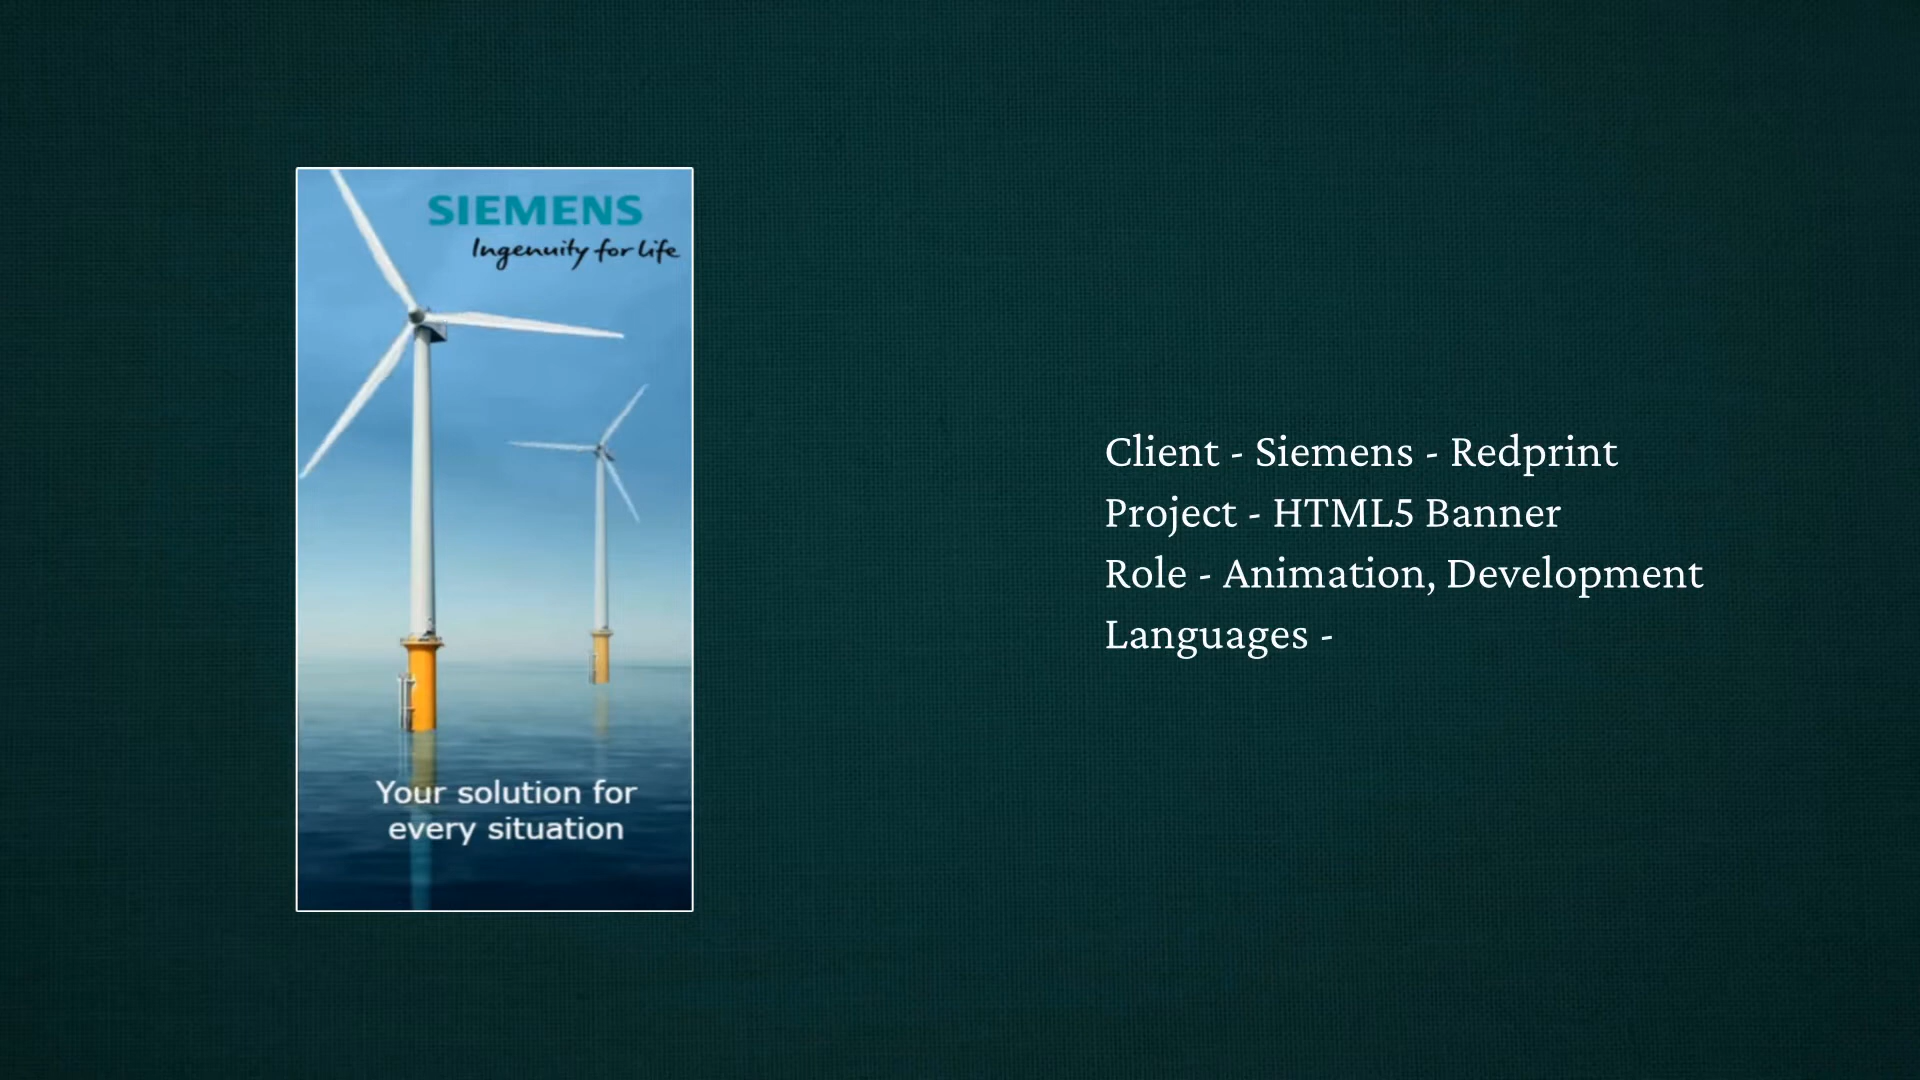 SIEMENS
Ingenuity for life
Your solution for
every situation
Client - Siemens - Redprint
Project - HTML5 Banner
Role - Animation, Development
Languages -